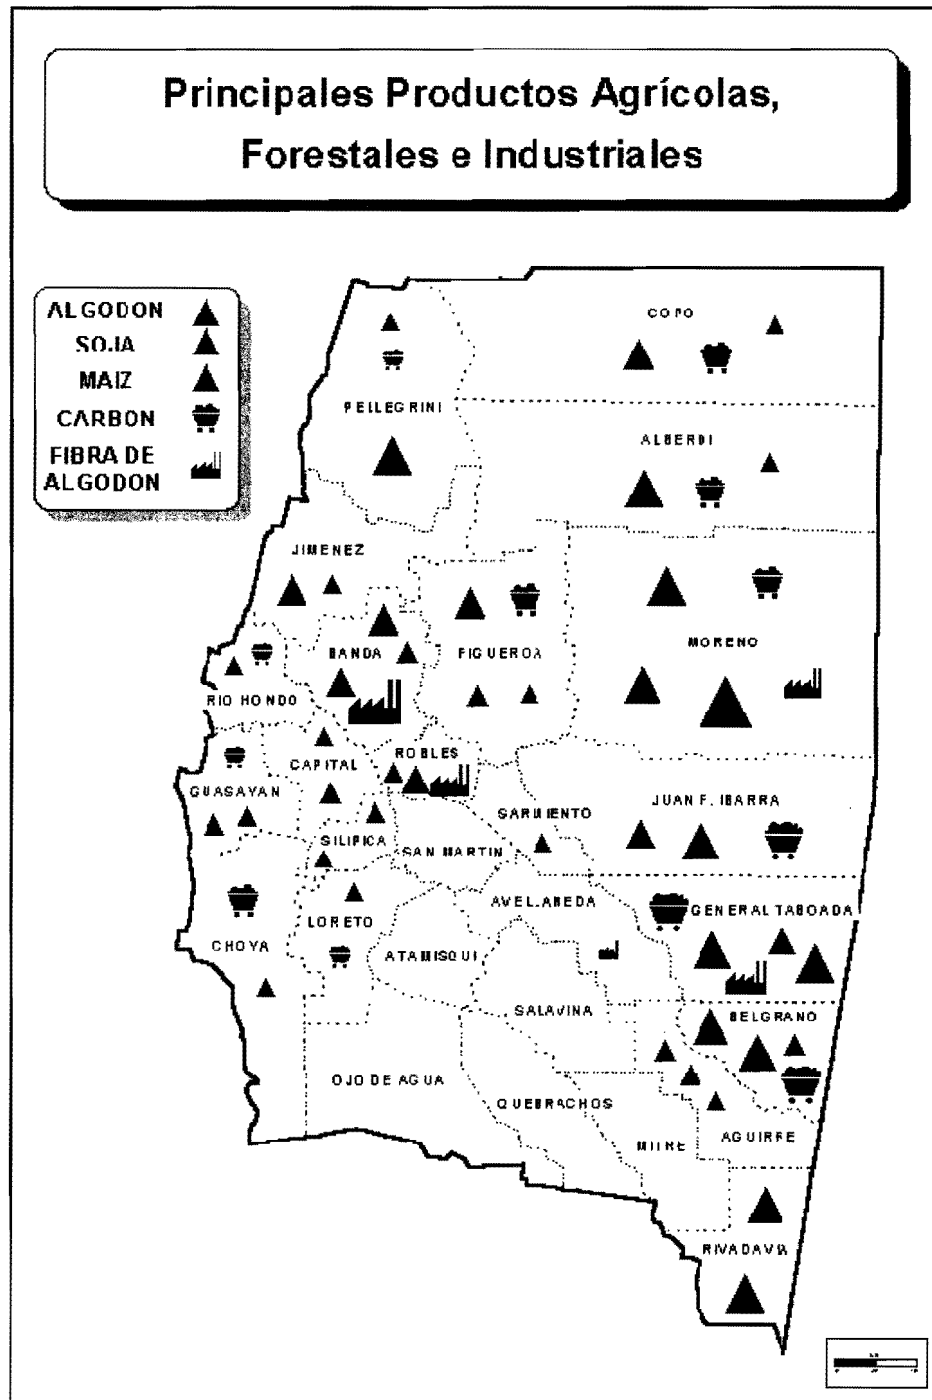 Principales Productos Agrícolas,
Forestales e Industriales
ALGODON
SOJA
MAIZ
CARBON
FIBRA DE
ALGODON
COPO
PELLEGRINI
ALBERDI
JIMENEZ
MORENO
BANDA
FIGUEROA
RIO HONDO
ROBLES
CAPITAL
GUASAYAN
JUAN F. IBARRA
SARMIENTO
SILIPICA
SAN MARTIN
AVELLANEDA
GENERAL TABOADA
LORETO
CHOYA
ATAMISQUI
SALAVINA
BELGRANO
OJO DE AGUA
QUEBRACHOS
MITRE
AGUIRRE
RIVADAVIA